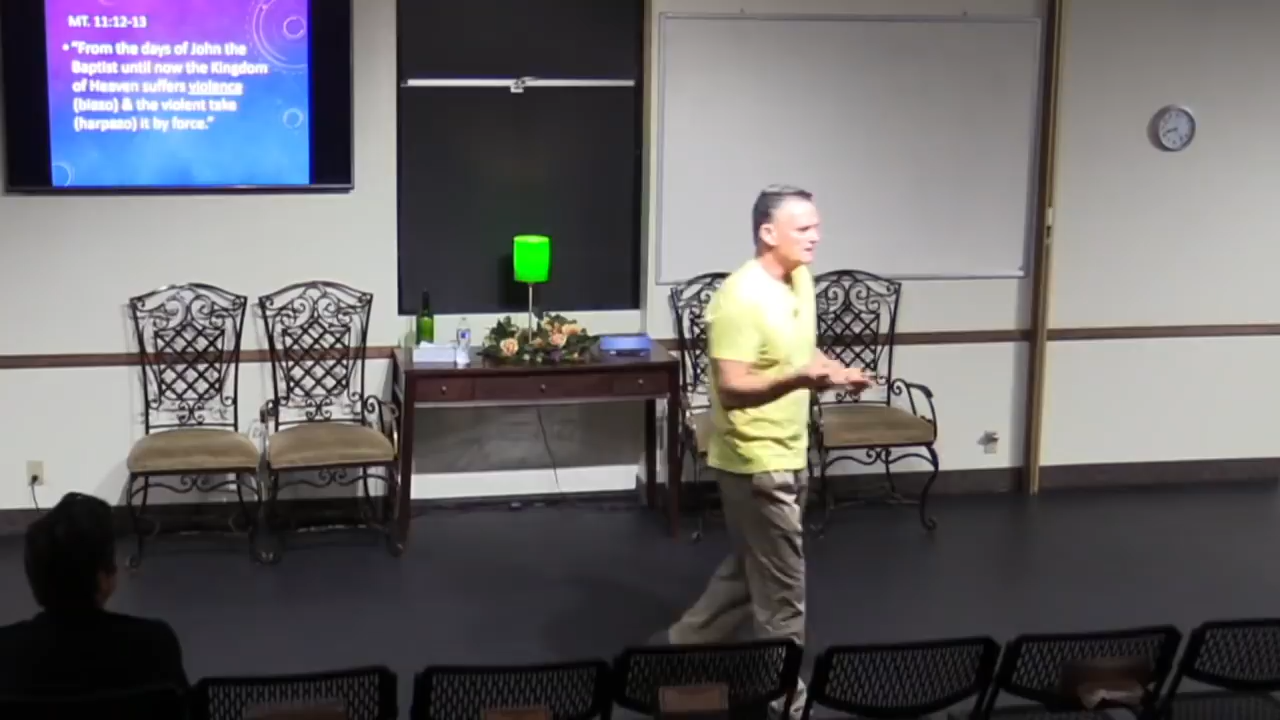 MT. 11:12-13
• "From the days of John the
Baptist until now the Kingdom
of Heaven suffers violence
(biazo) & the violent take
(harpazo) it by force."